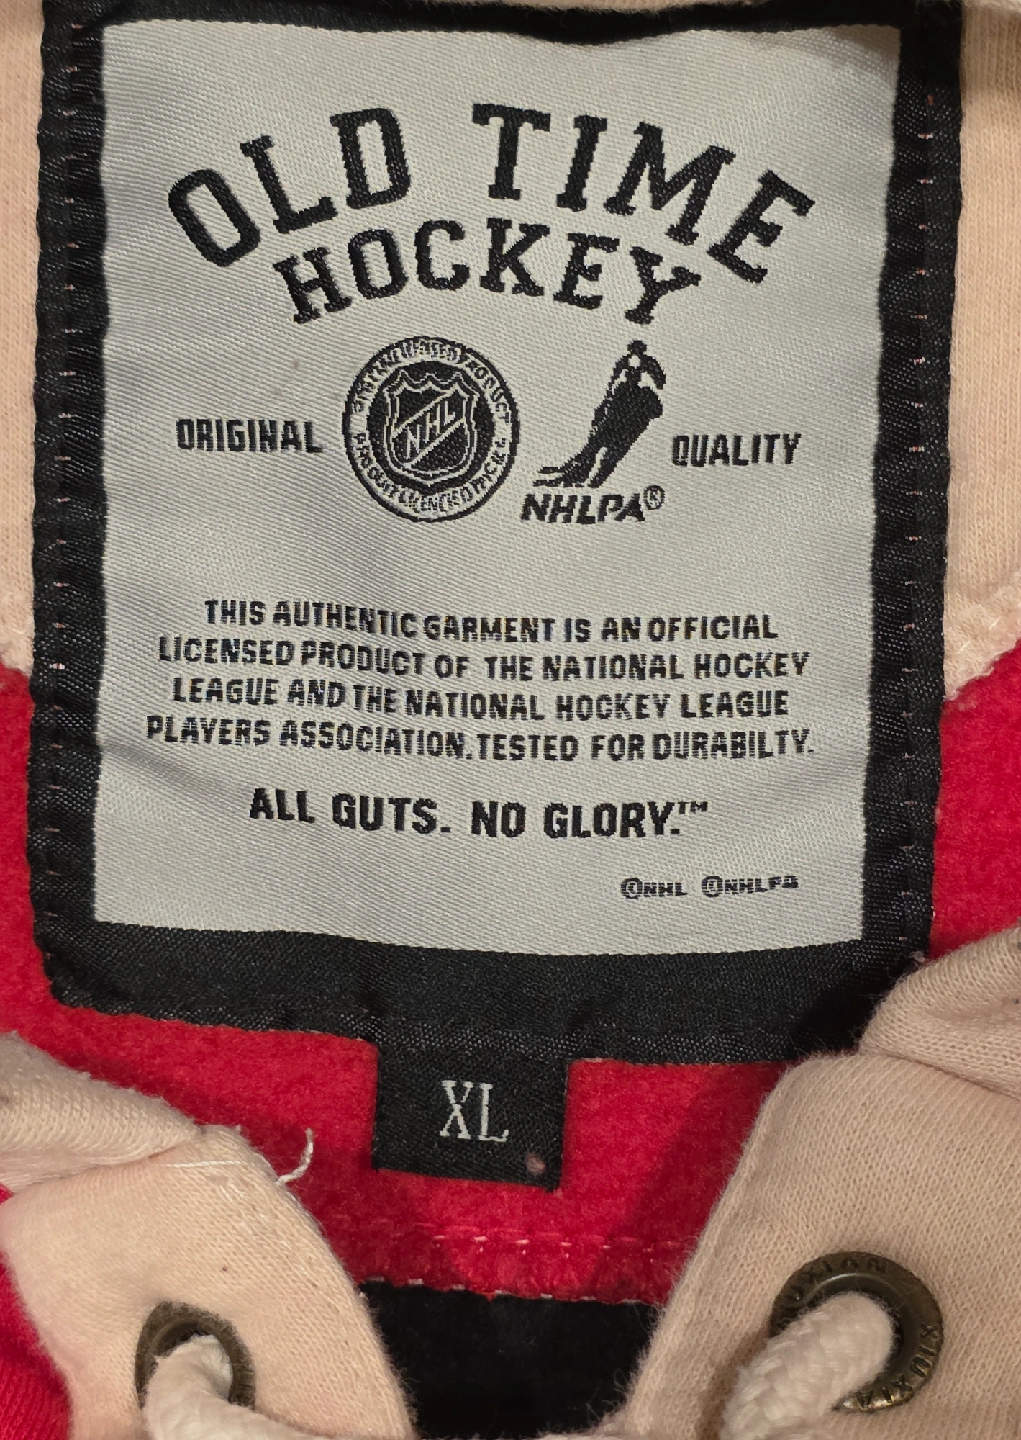 OLD TIME
HOCKEY
ORIGINAL
NHL
NHLPA®
QUALITY
THIS AUTHENTIC GARMENT IS AN OFFICIAL
LICENSED PRODUCT OF THE NATIONAL HOCKEY
LEAGUE AND THE NATIONAL HOCKEY LEAGUE
PLAYERS ASSOCIATION. TESTED FOR DURABILTY.
ALL GUTS. NO GLORY.™
©NHL ©NHLPA
XL